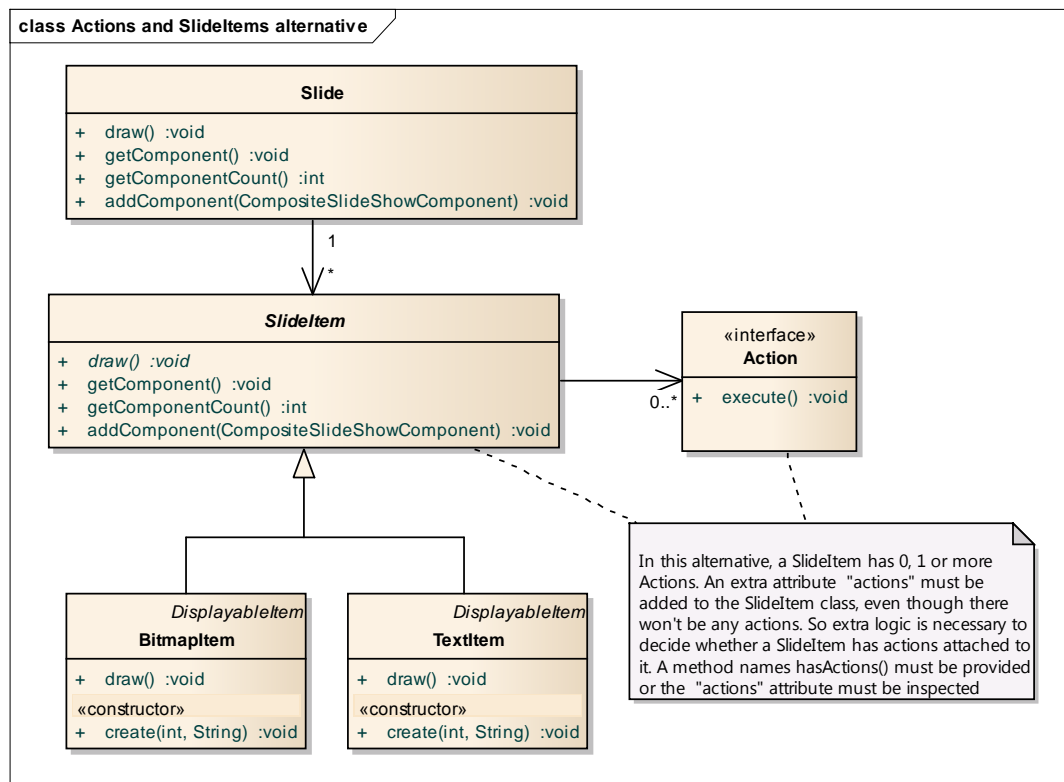 class Actions and SlideItems alternative
Slide
+ draw() :void
+ getComponent() :void
+ getComponentCount() :int
+ addComponent(CompositeSlideShowComponent) :void
1
*
SlideItem
+ draw() :void
+ getComponent() :void
+ getComponentCount() :int
+ addComponent(CompositeSlideShowComponent) :void
0..*
«interface»
Action
+ execute() :void
DisplayableItem
BitmapItem
+ draw() :void
«constructor»
+ create(int, String) :void
DisplayableItem
TextItem
+ draw() :void
«constructor»
+ create(int, String) :void
In this alternative, a SlideItem has 0, 1 or more
Actions. An extra attribute "actions" must be
added to the SlideItem class, even though there
won't be any actions. So extra logic is necessary to
decide whether a SlideItem has actions attached to
it. A method names hasActions() must be provided
or the "actions" attribute must be inspected